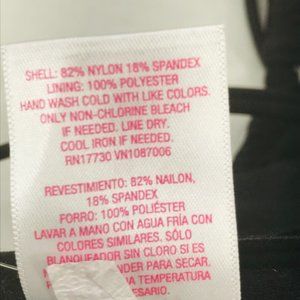 SHELL: 82% NYLON 18% SPANDEX
LINING: 100% POLYESTER
HAND WASH COLD WITH LIKE COLORS.
ONLY NON-CHLORINE BLEACH
IF NEEDED. LINE DRY.
COOL IRON IF NEEDED.
RN17730 VN1087006
REVESTIMIENTO: 82% NAILON,
18% SPANDEX
FORRO: 100% POLIÉSTER
LAVAR A MANO CON AGUA FRÍA CON
COLORES SIMILARES. SÓLO
BLANQUEADOR SIN CLORO SI ES
NDER PARA SECAR.
A TEMPERATURA
ESARIO.